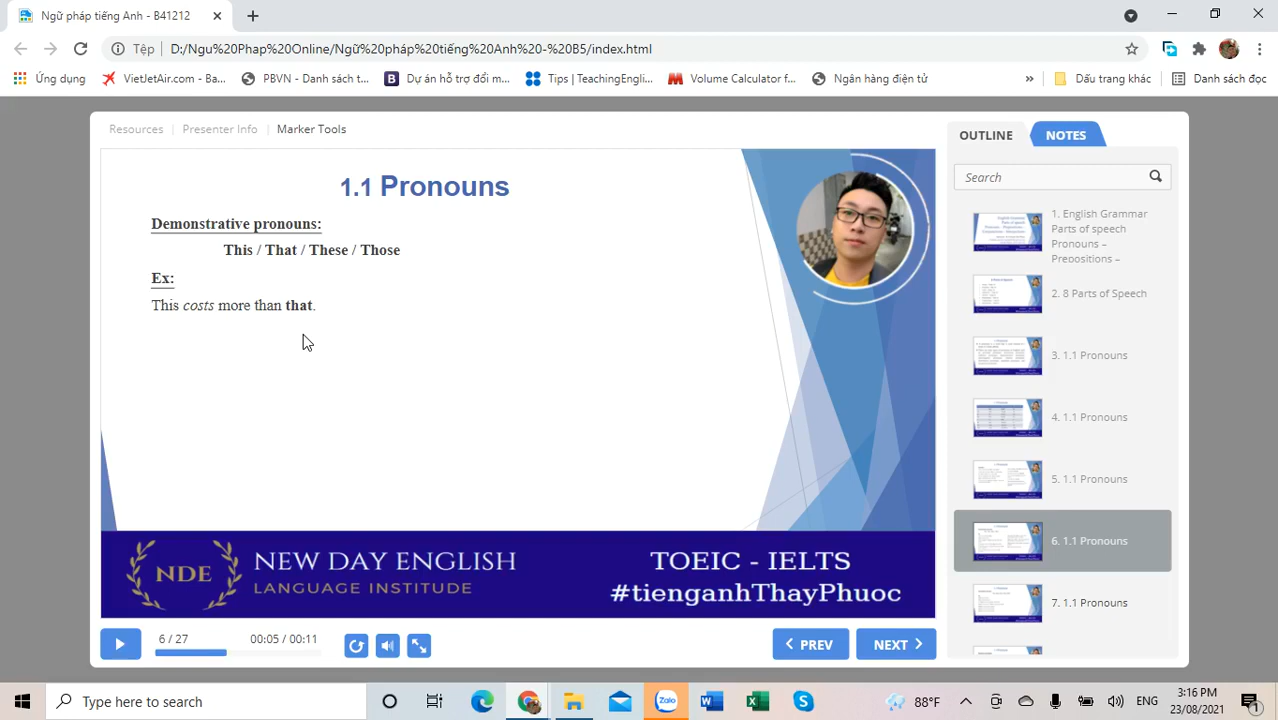 Ngữ pháp tiếng Anh - B41212
Tệp
D:/Ngu%20Phap%20Online/Ngữ%20pháp%20tiếng%20Anh%20-%20B5/index.html
Ứng dụng
VietJetAir.com - Ba...
PBVN - Danh sách t...
Dự án hỗ trợ đổi m...
Tips | TeachingEngli...
Volume Calculator f...
Ngân hàng điện tử
»
Dấu trang khác
Danh sách đọc
Resources | Presenter Info | Marker Tools
1.1 Pronouns
Demonstrative pronouns:
This / That / These / Those
Ex:
This costs more than that.
NDE
NEW DAY ENGLISH
LANGUAGE INSTITUTE
TOEIC - IELTS
#tienganhThayPhuoc
6 / 27
00:05 / 00:11
PREV
NEXT
OUTLINE
NOTES
Search
1. English Grammar
Parts of speech
Pronouns –
Prepositions –
2. 8 Parts of Speech
3. 1.1 Pronouns
4. 1.1 Pronouns
5. 1.1 Pronouns
6. 1.1 Pronouns
7. 1.1 Pronouns
Type here to search
Zalo
88°F
ENG
3:16 PM
23/08/2021
1